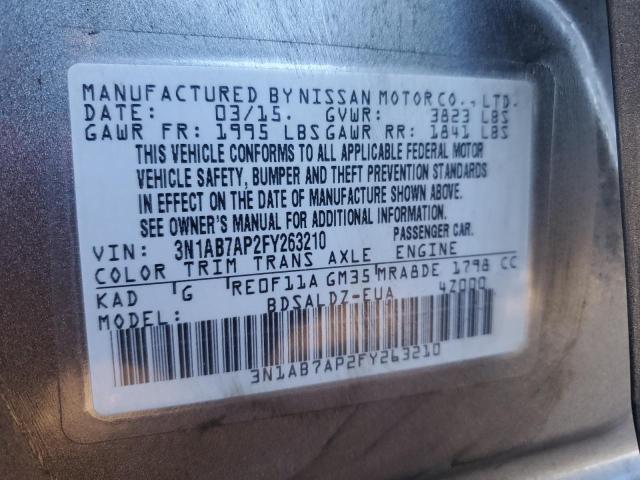 MANUFACTURED BY NISSAN MOTOR CO., LTD.
DATE: 03/15. GVWR: 3823 LBS
GAWR FR: 1995 LBS GAWR RR: 1841 LBS
THIS VEHICLE CONFORMS TO ALL APPLICABLE FEDERAL MOTOR
VEHICLE SAFETY, BUMPER AND THEFT PREVENTION STANDARDS
IN EFFECT ON THE DATE OF MANUFACTURE SHOWN ABOVE.
SEE OWNER'S MANUAL FOR ADDITIONAL INFORMATION.
VIN: 3N1AB7AP2FY263210 PASSENGER CAR.
COLOR TRIM TRANS AXLE ENGINE
KAD G RE0F11A GM35 MRA8DE 1798 CC
MODEL: BDSALDZ-EUA 4Z000
3N1AB7AP2FY263210